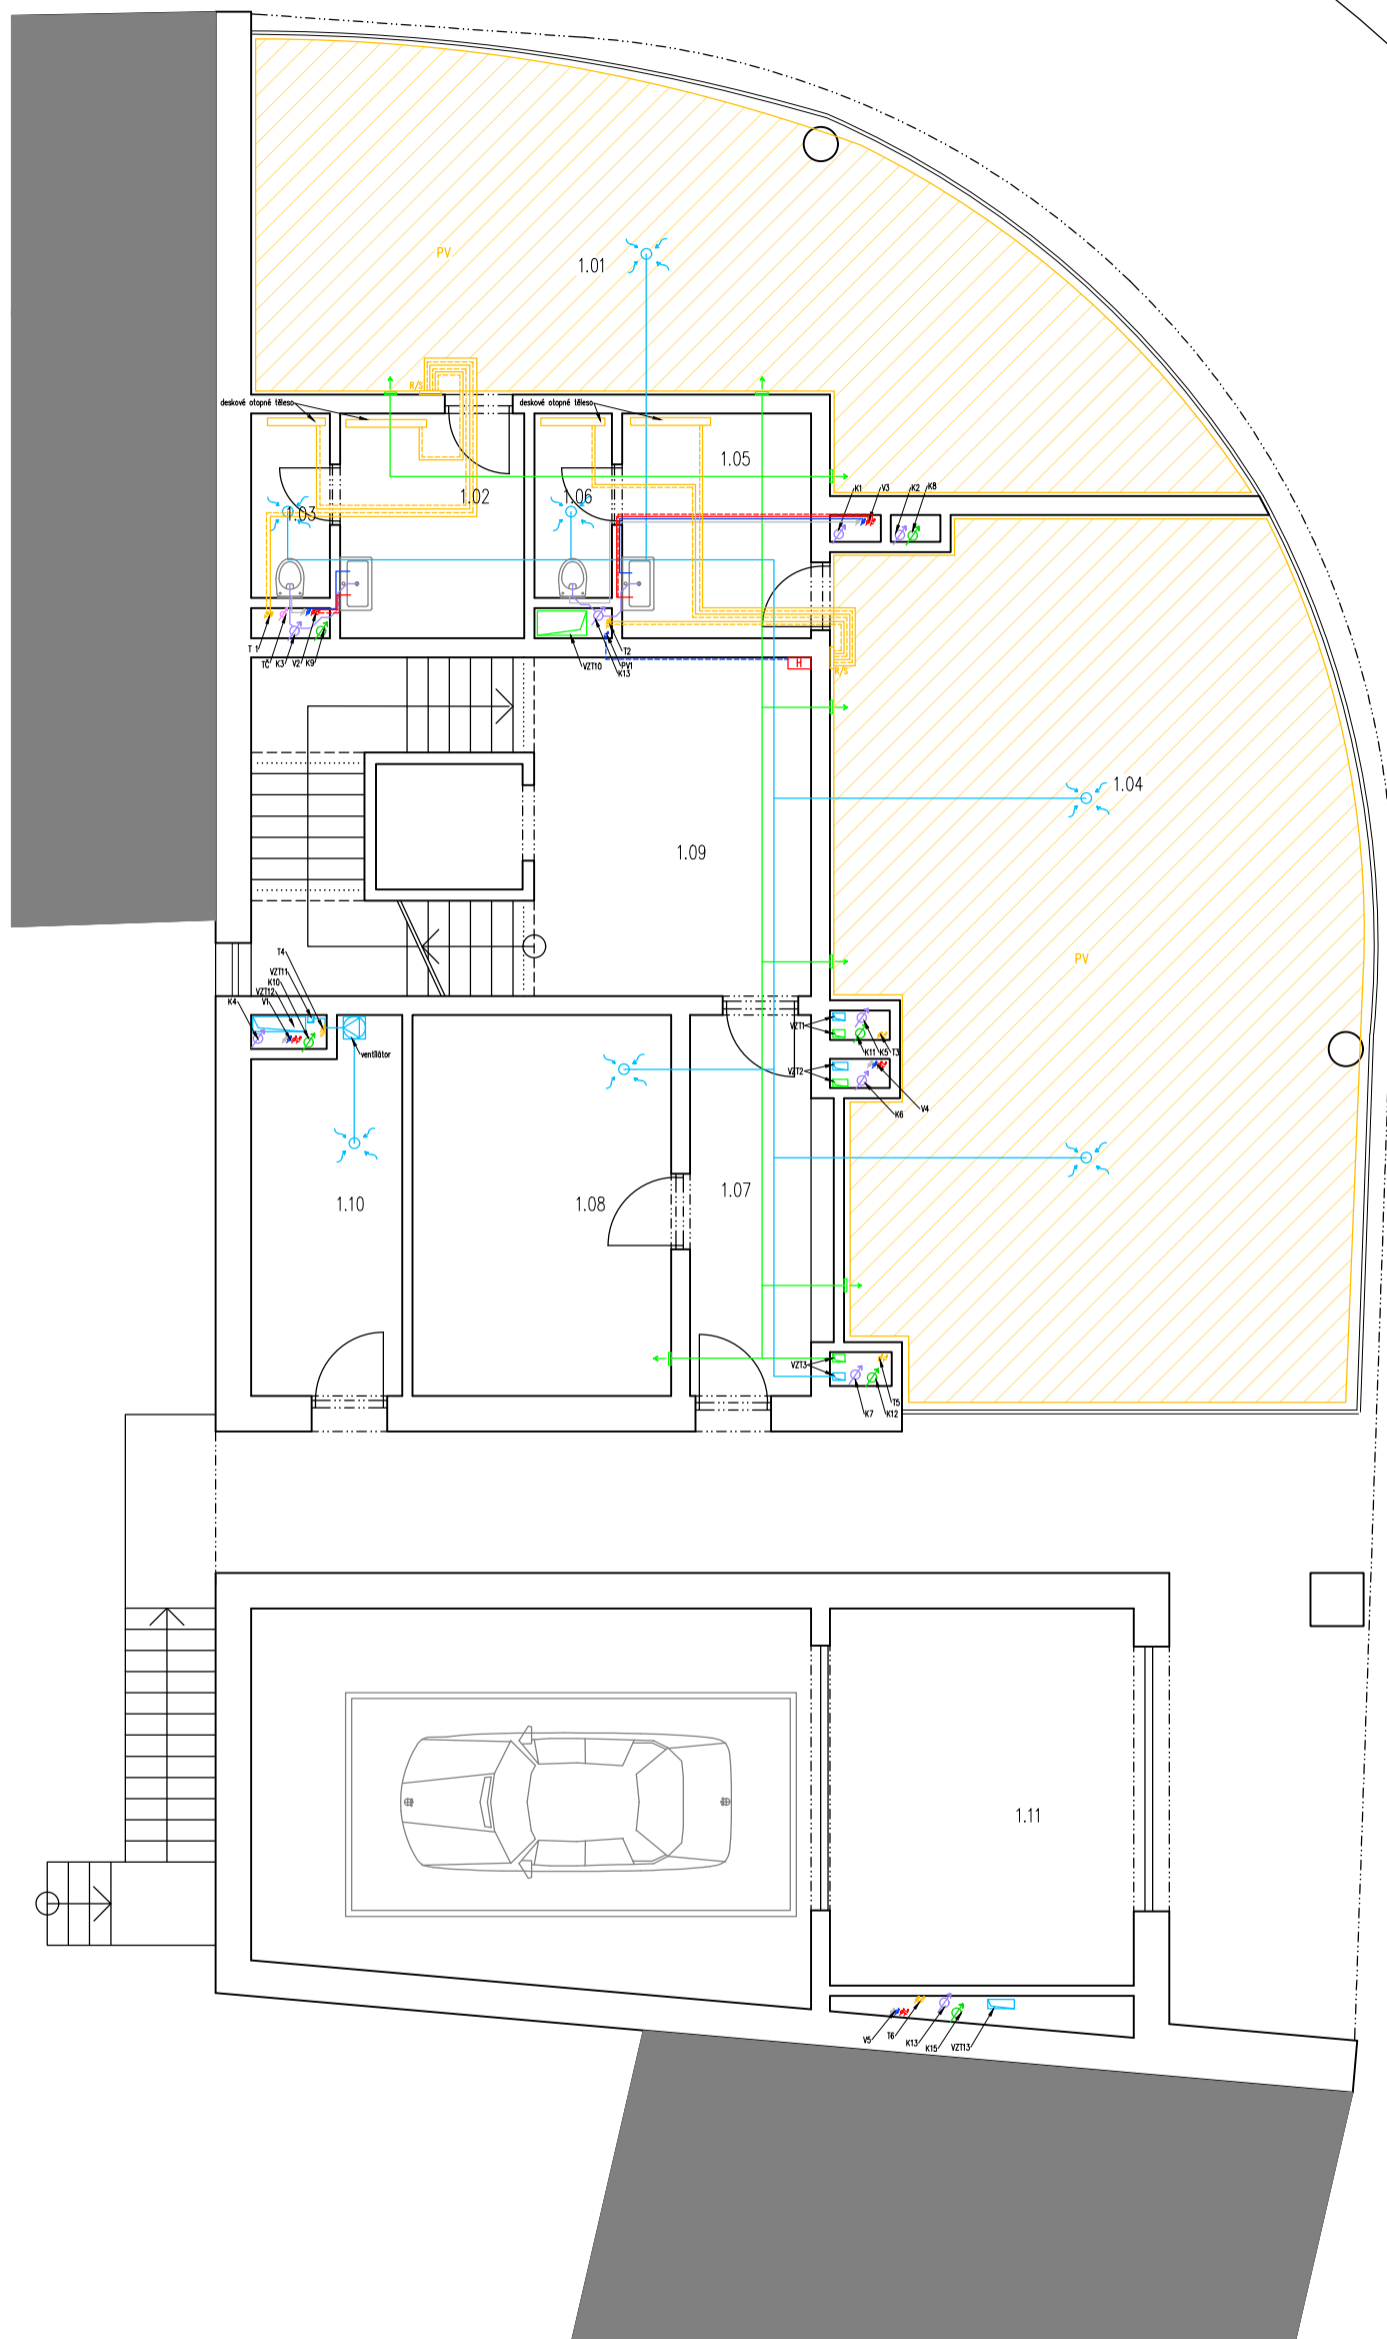 PV
1.01
R/S
deskové otopné těleso
deskové otopné těleso
1.05
1.02
1.06
1.03
K1
V3
K2
K8
T 1
TČ
K3
V2
K9
VZT10
T2
PV1
K13
H
R/S
1.04
1.09
PV
T4
VZT11
K10
VZT12
K4
V1
ventilátor
VZT1
K11
K5
T3
VZT2
V4
K6
1.10
1.08
1.07
VZT3
T5
K7
K12
1.11
V5
T6
K13
K15
VZT13